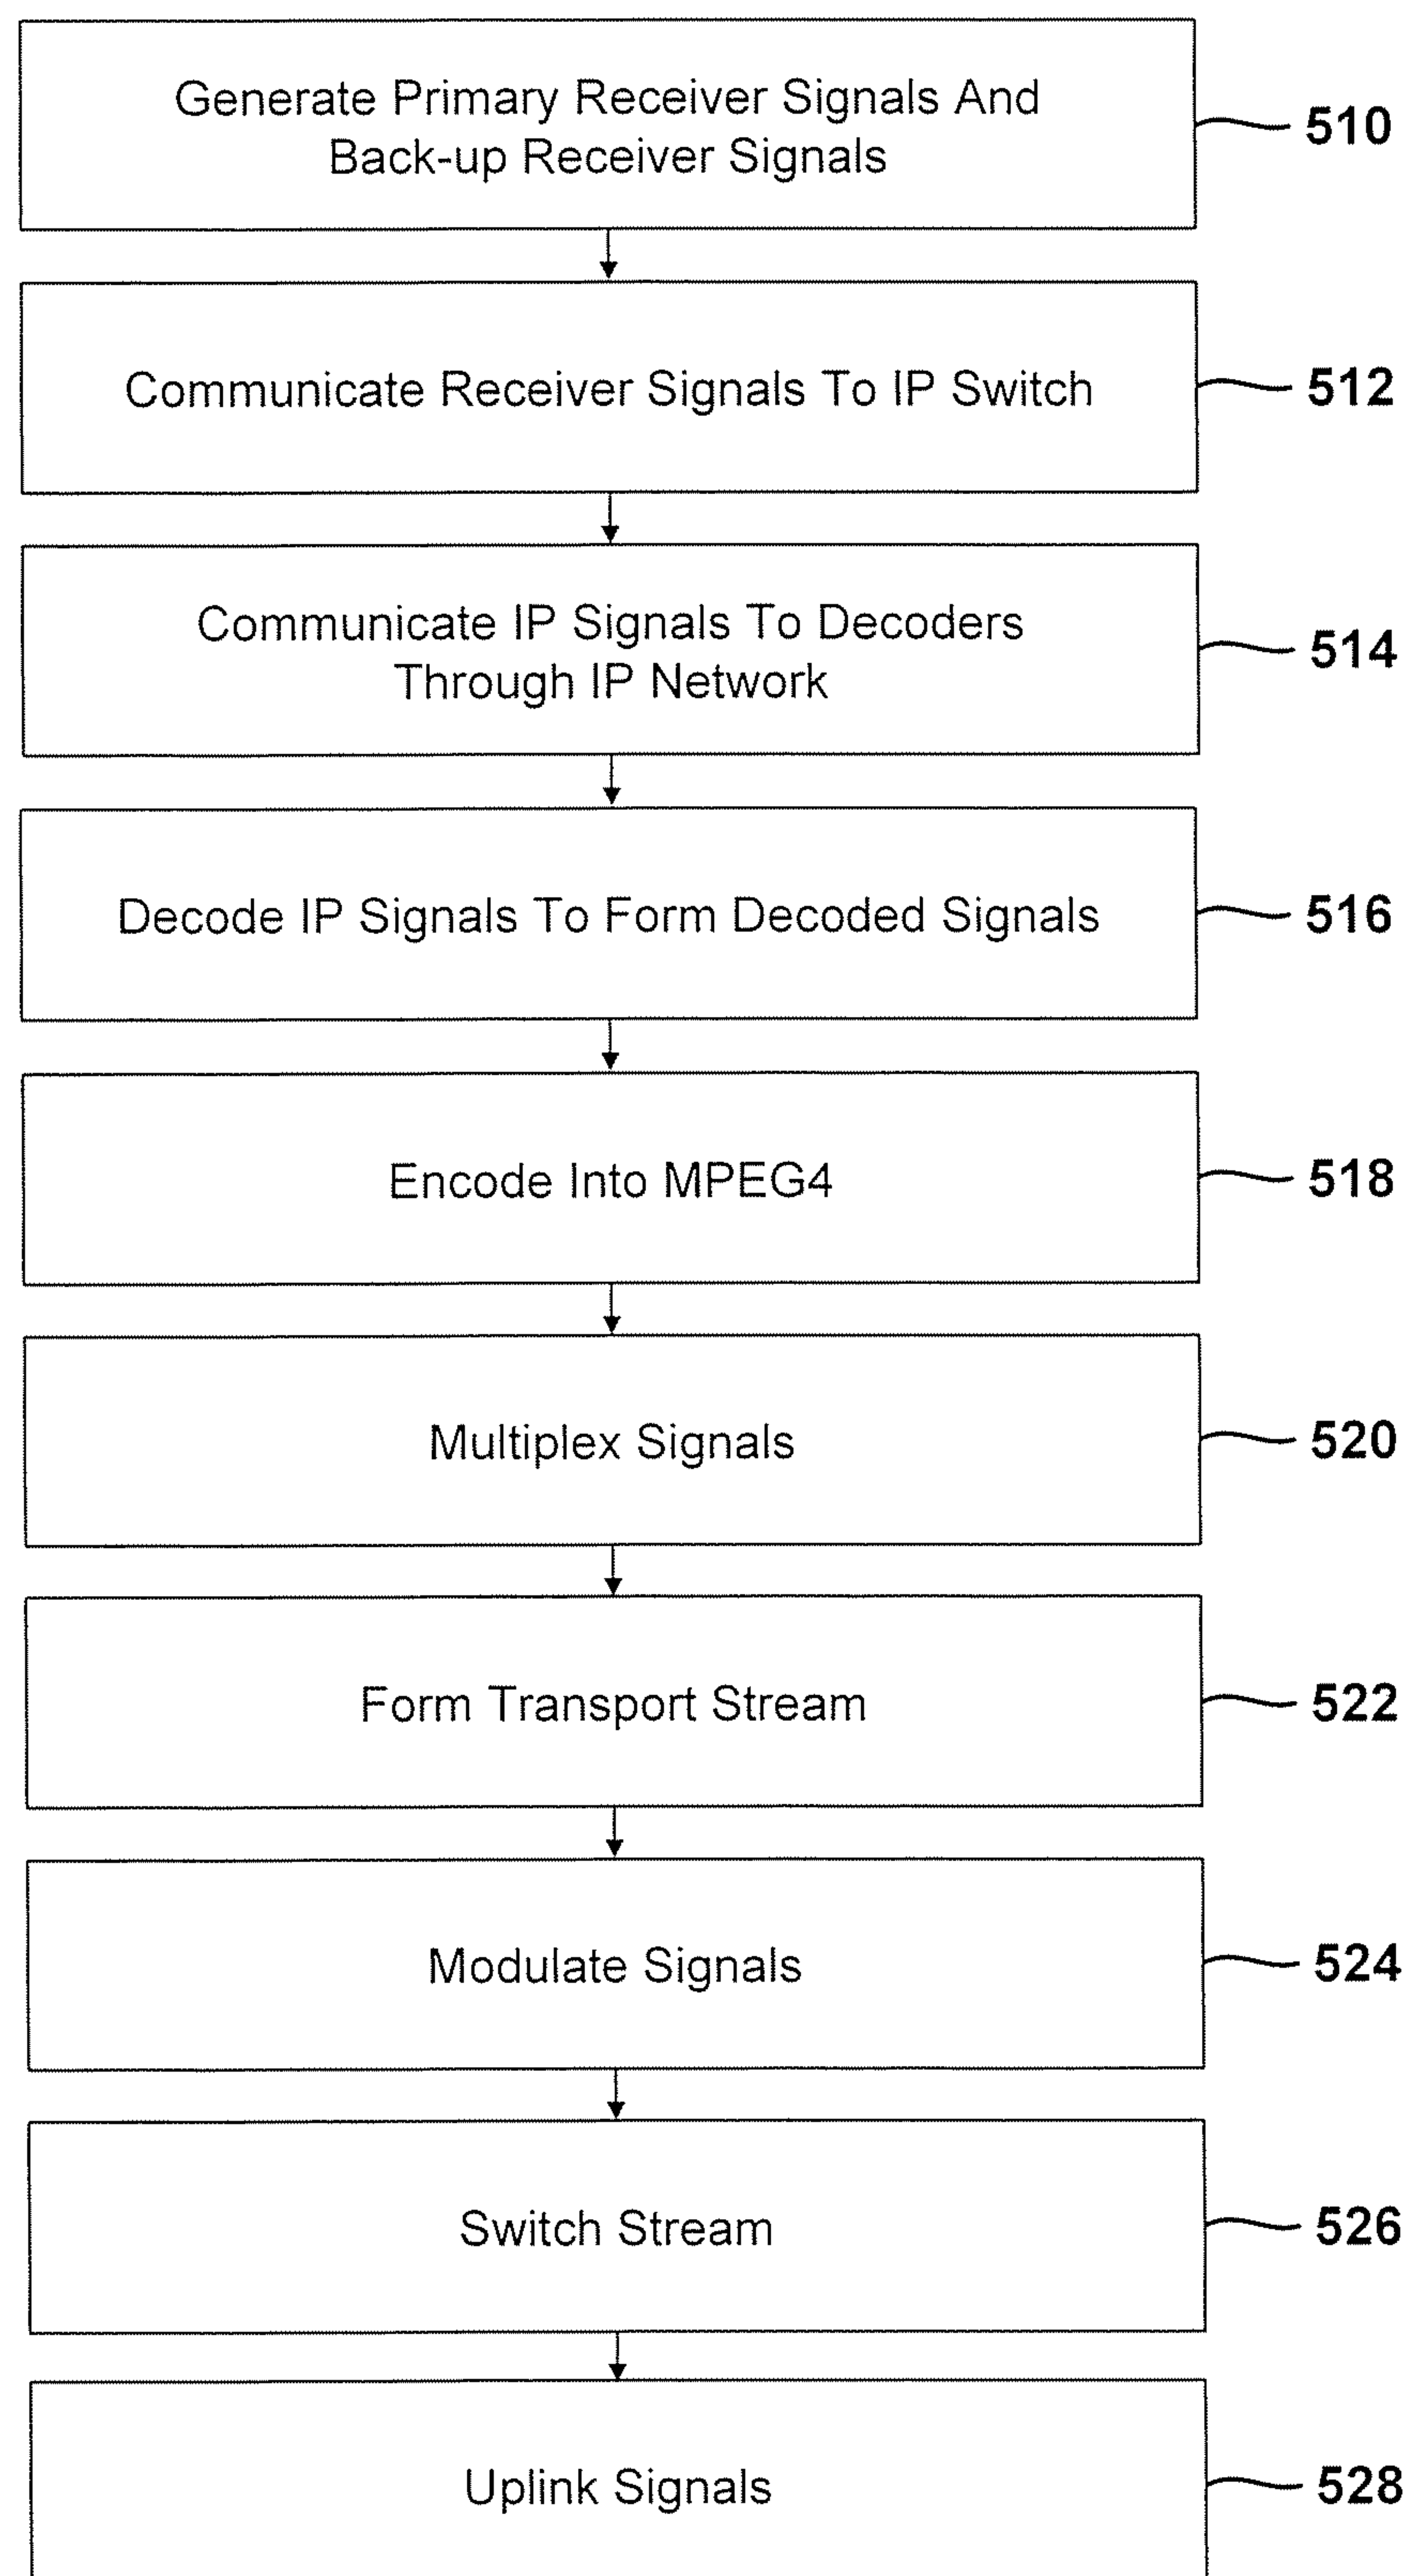 Generate Primary Receiver Signals And
Back-up Receiver Signals
510
Communicate Receiver Signals To IP Switch
512
Communicate IP Signals To Decoders
Through IP Network
514
Decode IP Signals To Form Decoded Signals
516
Encode Into MPEG4
518
Multiplex Signals
520
Form Transport Stream
522
Modulate Signals
524
Switch Stream
526
Uplink Signals
528